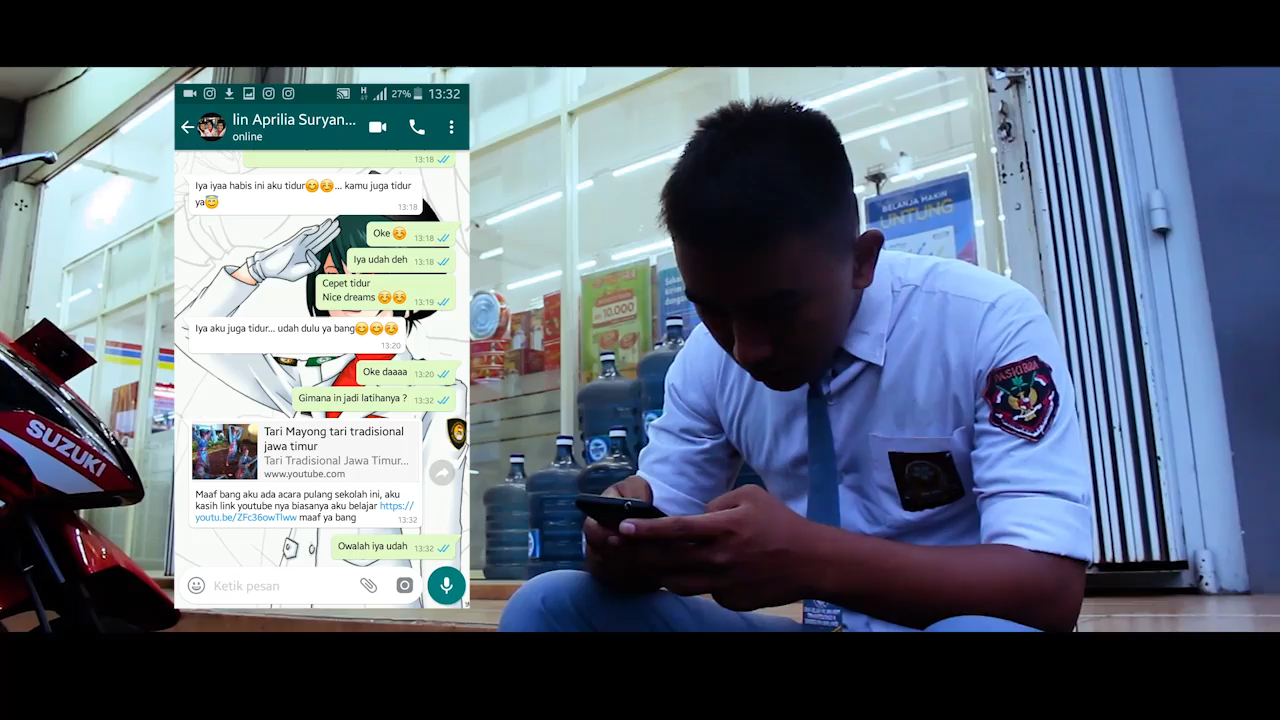 27% 13:32
Iin Aprilia Suryan...
online
13:18
Iya iyaa habis ini aku tidur😊☺️... kamu juga tidur
ya😇
13:18
Oke ☺️ 13:18
Iya udah deh 13:18
Cepet tidur
Nice dreams ☺️☺️ 13:19
Iya aku juga tidur... udah dulu ya bang😊😊☺️
13:20
Oke daaaa 13:20
Gimana in jadi latihanya ? 13:32
Tari Mayong tari tradisional
jawa timur
Tari Tradisional Jawa Timur...
www.youtube.com
Maaf bang aku ada acara pulang sekolah ini, aku
kasih link youtube nya biasanya aku belajar https://
youtu.be/ZFc36owTlww maaf ya bang
13:32
Owalah iya udah 13:32
Ketik pesan
SUZUKI
BELANJA MAKIN
UNTUNG
10.000
PASKIBRA